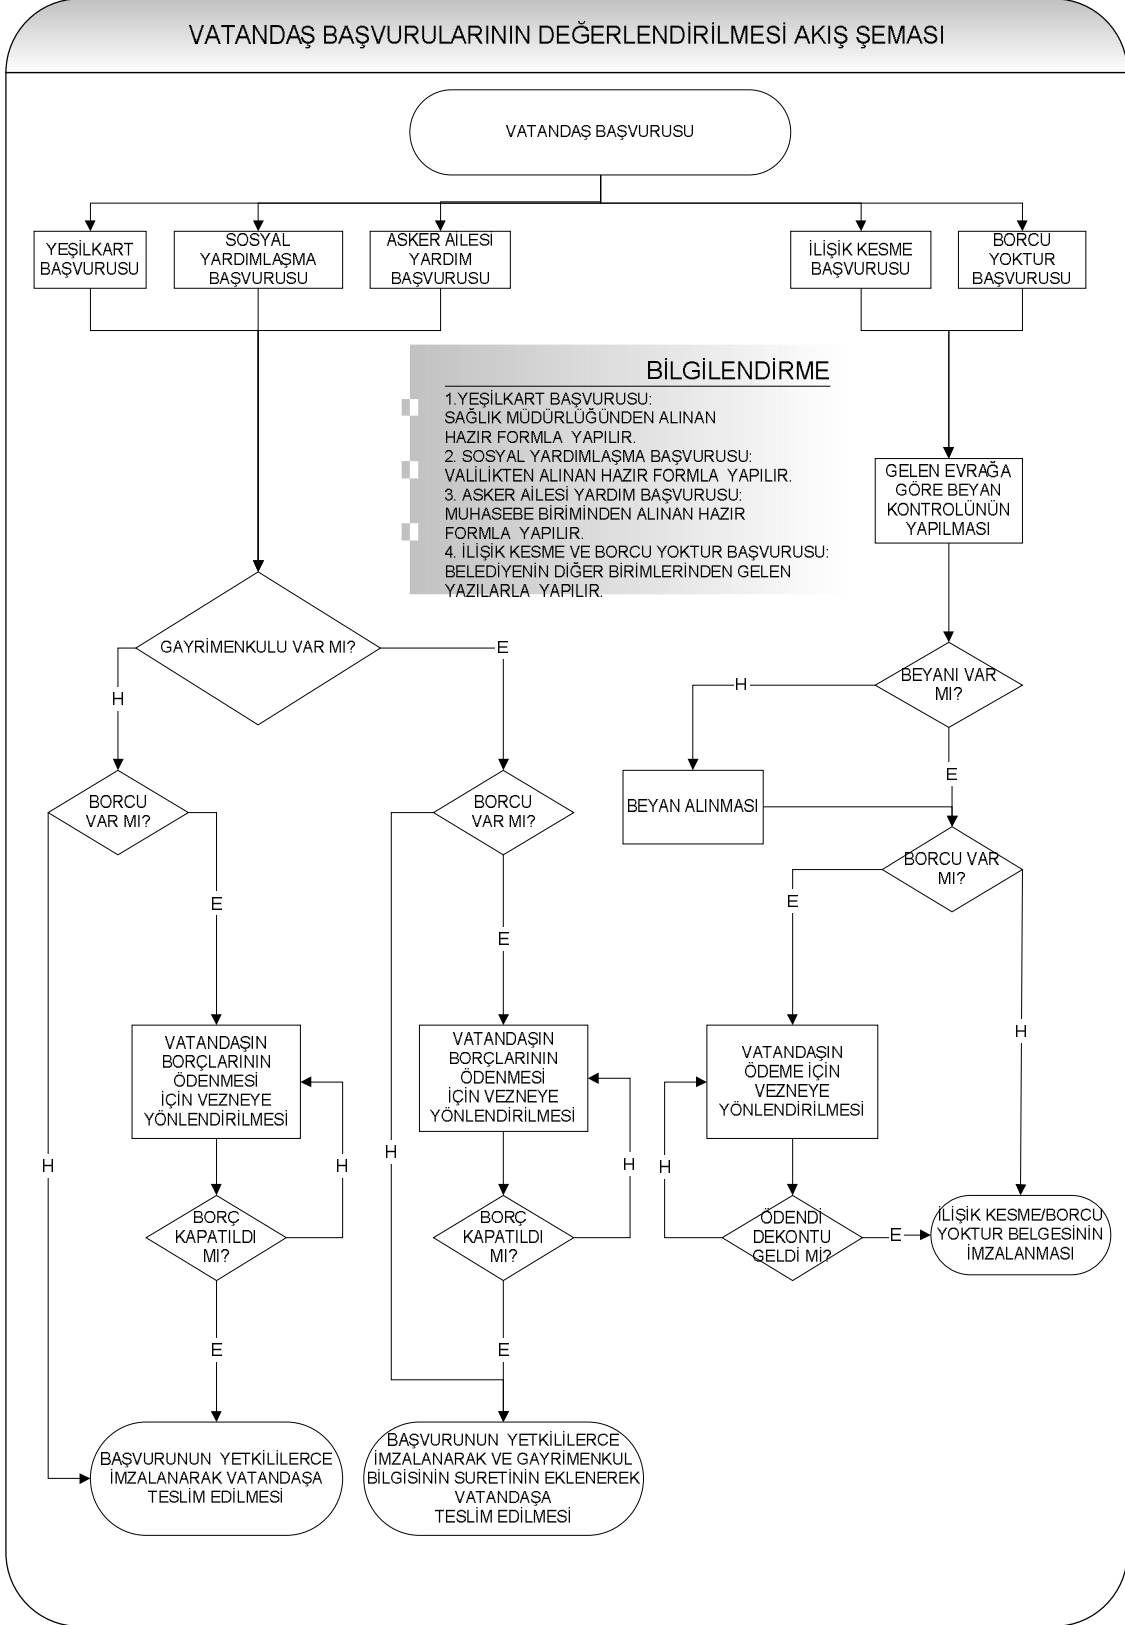 VATANDAŞ BAŞVURULARININ DEĞERLENDİRİLMESİ AKIŞ ŞEMASI
VATANDAŞ BAŞVURUSU
YEŞİLKART
BAŞVURUSU
SOSYAL
YARDIMLAŞMA
BAŞVURUSU
ASKER AİLESİ
YARDIM
BAŞVURUSU
İLİŞİK KESME
BAŞVURUSU
BORCU
YOKTUR
BAŞVURUSU
BİLGİLENDİRME
1.YEŞİLKART BAŞVURUSU:
SAĞLIK MÜDÜRLÜĞÜNDEN ALINAN
HAZIR FORMLA YAPILIR.
2. SOSYAL YARDIMLAŞMA BAŞVURUSU:
VALİLİKTEN ALINAN HAZIR FORMLA YAPILIR.
3. ASKER AİLESİ YARDIM BAŞVURUSU:
MUHASEBE BİRİMİNDEN ALINAN HAZIR
FORMLA YAPILIR.
4. İLİŞİK KESME VE BORCU YOKTUR BAŞVURUSU:
BELEDİYENİN DİĞER BİRİMLERİNDEN GELEN
YAZILARLA YAPILIR.
GELEN EVRAĞA
GÖRE BEYAN
KONTROLÜNÜN
YAPILMASI
GAYRİMENKULU VAR MI?
E
H
BEYANI VAR
MI?
H
E
BORCU
VAR MI?
BORCU
VAR MI?
BEYAN ALINMASI
BORCU VAR
MI?
E
E
E
H
VATANDAŞIN
BORÇLARININ
ÖDENMESİ
İÇİN VEZNEYE
YÖNLENDİRİLMESİ
VATANDAŞIN
BORÇLARININ
ÖDENMESİ
İÇİN VEZNEYE
YÖNLENDİRİLMESİ
VATANDAŞIN
ÖDEME İÇİN
VEZNEYE
YÖNLENDİRİLMESİ
H
H
H
H
H
BORÇ
KAPATILDI
MI?
BORÇ
KAPATILDI
MI?
ÖDENDİ
DEKONTU
GELDİ Mİ?
E
İLİŞİK KESME/BORCU
YOKTUR BELGESİNİN
İMZALANMASI
E
E
BAŞVURUNUN YETKİLİLERCE
İMZALANARAK VATANDAŞA
TESLİM EDİLMESİ
BAŞVURUNUN YETKİLİLERCE
İMZALANARAK VE GAYRİMENKUL
BİLGİSİNİN SURETİNİN EKLENEREK
VATANDAŞA
TESLİM EDİLMESİ